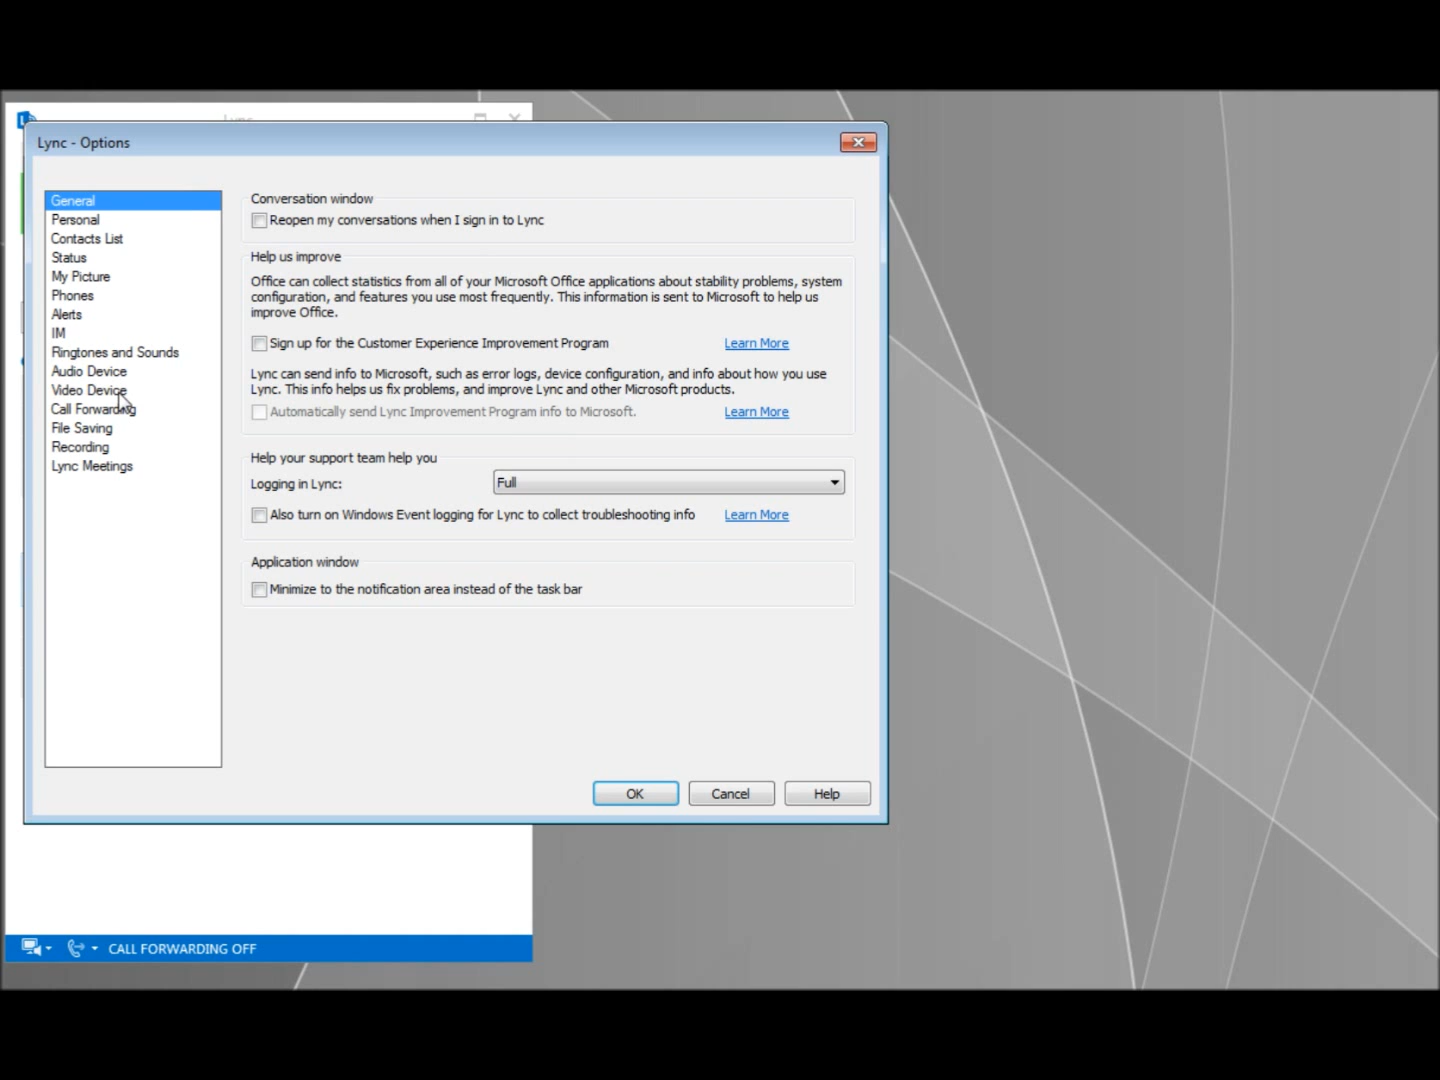 Lync
Lync - Options
General
Personal
Contacts List
Status
My Picture
Phones
Alerts
IM
Ringtones and Sounds
Audio Device
Video Device
Call Forwarding
File Saving
Recording
Lync Meetings
Conversation window
Reopen my conversations when I sign in to Lync
Help us improve
Office can collect statistics from all of your Microsoft Office applications about stability problems, system
configuration, and features you use most frequently. This information is sent to Microsoft to help us
improve Office.
Sign up for the Customer Experience Improvement Program Learn More
Lync can send info to Microsoft, such as error logs, device configuration, and info about how you use
Lync. This info helps us fix problems, and improve Lync and other Microsoft products.
Automatically send Lync Improvement Program info to Microsoft. Learn More
Help your support team help you
Logging in Lync: Full
Also turn on Windows Event logging for Lync to collect troubleshooting info Learn More
Application window
Minimize to the notification area instead of the task bar
OK Cancel Help
CALL FORWARDING OFF